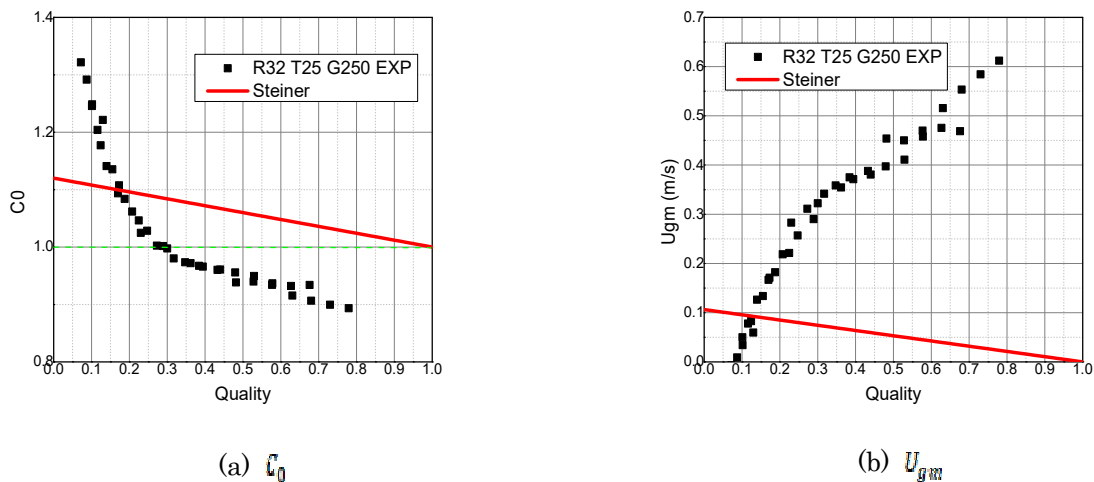 1.4
1.2
1.0
0.8
C0
0.0 0.1 0.2 0.3 0.4 0.5 0.6 0.7 0.8 0.9 1.0
Quality
R32 T25 G250 EXP
Steiner
(a) C₀
0.7
0.6
0.5
0.4
0.3
0.2
0.1
0.0
Ugm (m/s)
0.0 0.1 0.2 0.3 0.4 0.5 0.6 0.7 0.8 0.9 1.0
Quality
R32 T25 G250 EXP
Steiner
(b) U_gm